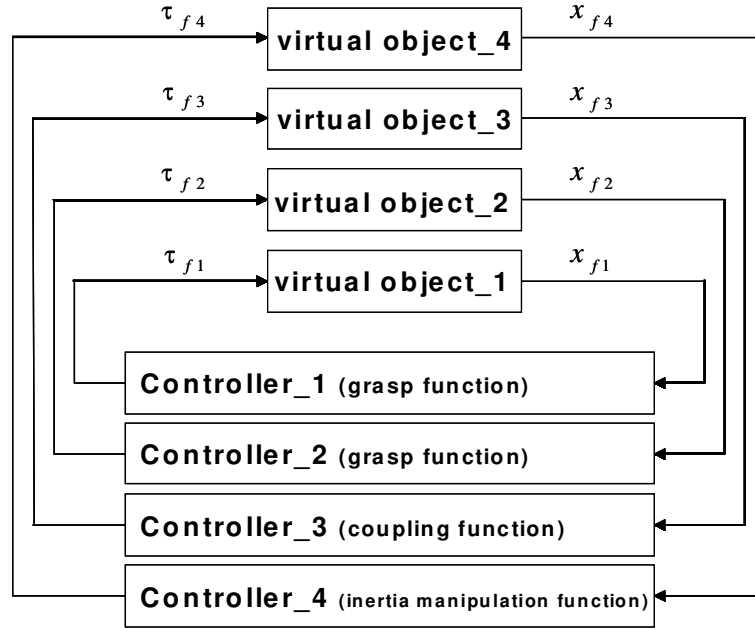 τ f4 virtual object_4 x f4
τ f3 virtual object_3 x f3
τ f2 virtual object_2 x f2
τ f1 virtual object_1 x f1
Controller_1 (grasp function)
Controller_2 (grasp function)
Controller_3 (coupling function)
Controller_4 (inertia manipulation function)